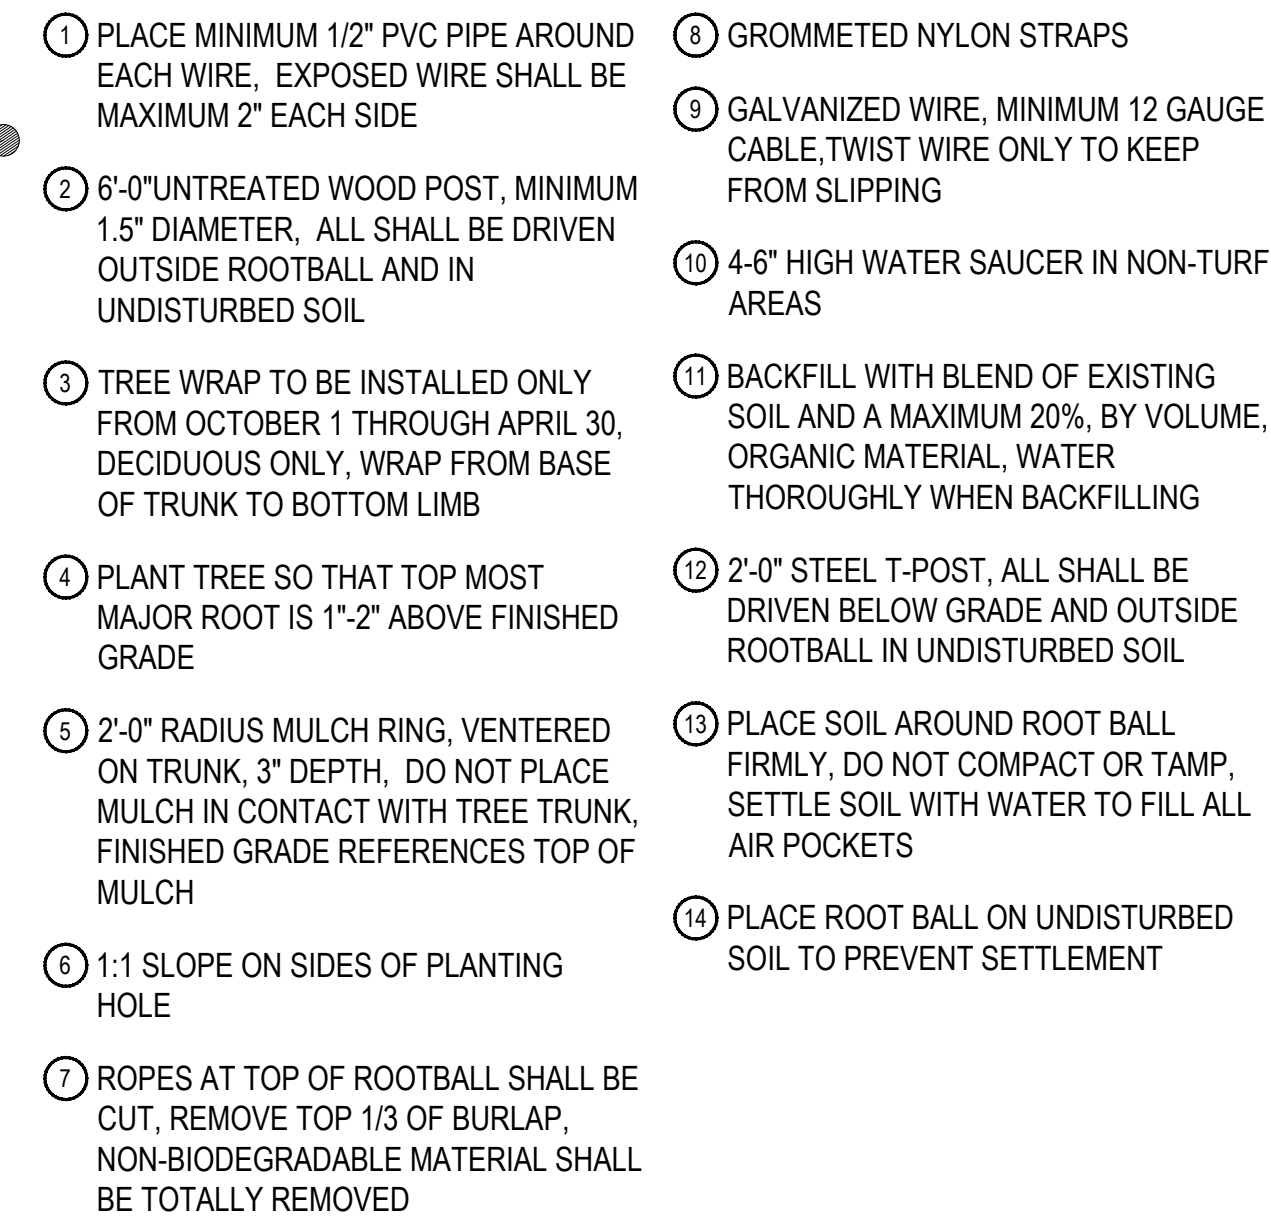 1 PLACE MINIMUM 1/2" PVC PIPE AROUND
EACH WIRE, EXPOSED WIRE SHALL BE
MAXIMUM 2" EACH SIDE
2 6'-0"UNTREATED WOOD POST, MINIMUM
1.5" DIAMETER, ALL SHALL BE DRIVEN
OUTSIDE ROOTBALL AND IN
UNDISTURBED SOIL
3 TREE WRAP TO BE INSTALLED ONLY
FROM OCTOBER 1 THROUGH APRIL 30,
DECIDUOUS ONLY, WRAP FROM BASE
OF TRUNK TO BOTTOM LIMB
4 PLANT TREE SO THAT TOP MOST
MAJOR ROOT IS 1"-2" ABOVE FINISHED
GRADE
5 2'-0" RADIUS MULCH RING, VENTERED
ON TRUNK, 3" DEPTH, DO NOT PLACE
MULCH IN CONTACT WITH TREE TRUNK,
FINISHED GRADE REFERENCES TOP OF
MULCH
6 1:1 SLOPE ON SIDES OF PLANTING
HOLE
7 ROPES AT TOP OF ROOTBALL SHALL BE
CUT, REMOVE TOP 1/3 OF BURLAP,
NON-BIODEGRADABLE MATERIAL SHALL
BE TOTALLY REMOVED
8 GROMMETED NYLON STRAPS
9 GALVANIZED WIRE, MINIMUM 12 GAUGE
CABLE,TWIST WIRE ONLY TO KEEP
FROM SLIPPING
10 4-6" HIGH WATER SAUCER IN NON-TURF
AREAS
11 BACKFILL WITH BLEND OF EXISTING
SOIL AND A MAXIMUM 20%, BY VOLUME,
ORGANIC MATERIAL, WATER
THOROUGHLY WHEN BACKFILLING
12 2'-0" STEEL T-POST, ALL SHALL BE
DRIVEN BELOW GRADE AND OUTSIDE
ROOTBALL IN UNDISTURBED SOIL
13 PLACE SOIL AROUND ROOT BALL
FIRMLY, DO NOT COMPACT OR TAMP,
SETTLE SOIL WITH WATER TO FILL ALL
AIR POCKETS
14 PLACE ROOT BALL ON UNDISTURBED
SOIL TO PREVENT SETTLEMENT